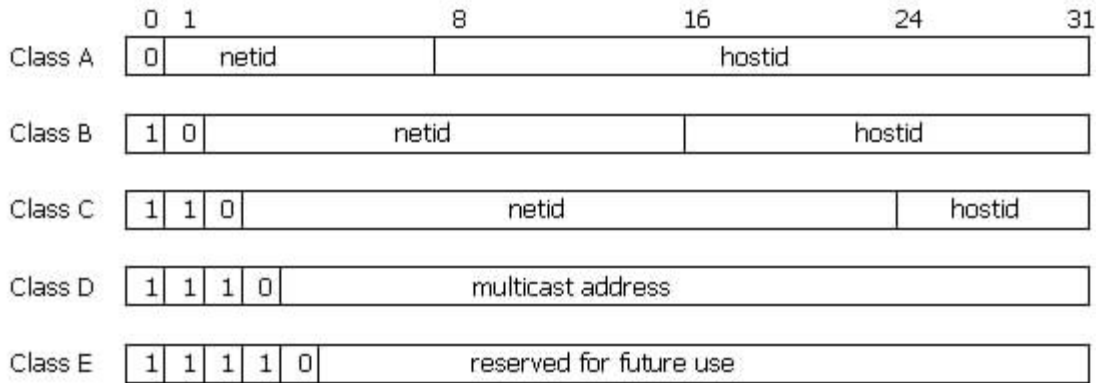 0 1 8 16 24 31
Class A 0 netid hostid
Class B 1 0 netid hostid
Class C 1 1 0 netid hostid
Class D 1 1 1 0 multicast address
Class E 1 1 1 1 0 reserved for future use